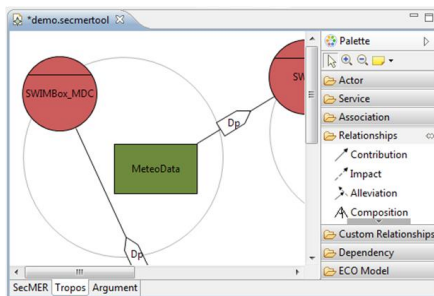 *demo.secmertool
Palette
Actor
SWIMBox_MDC
SW
Service
Association
Dp
Relationships
Contribution
MeteoData
Impact
Alleviation
Composition
Custom Relationships
Dp
Dependency
ECO Model
SecMER Tropos Argument